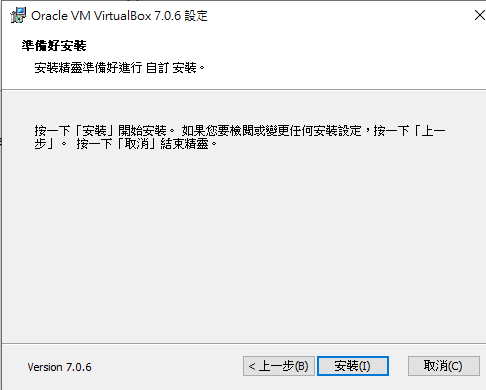 Oracle VM VirtualBox 7.0.6 設定
準備好安裝
安裝精靈準備好進行 自訂 安裝。
按一下「安裝」開始安裝。 如果您要檢閱或變更任何安裝設定，按一下「上一
步」。 按一下「取消」結束精靈。
Version 7.0.6
< 上一步(B)
安裝(I)
取消(C)